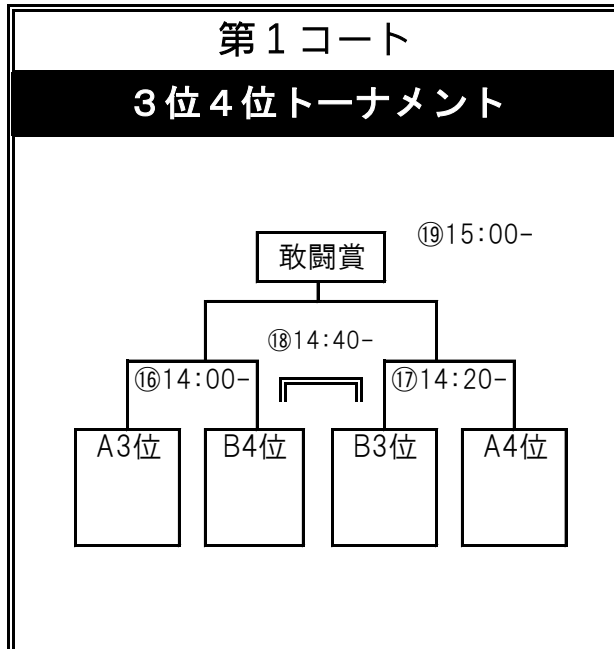 第１コート
３位４位トーナメント
⑲15:00-
敢闘賞
⑱14:40-
⑯14:00-
⑰14:20-
A3位
B4位
B3位
A4位